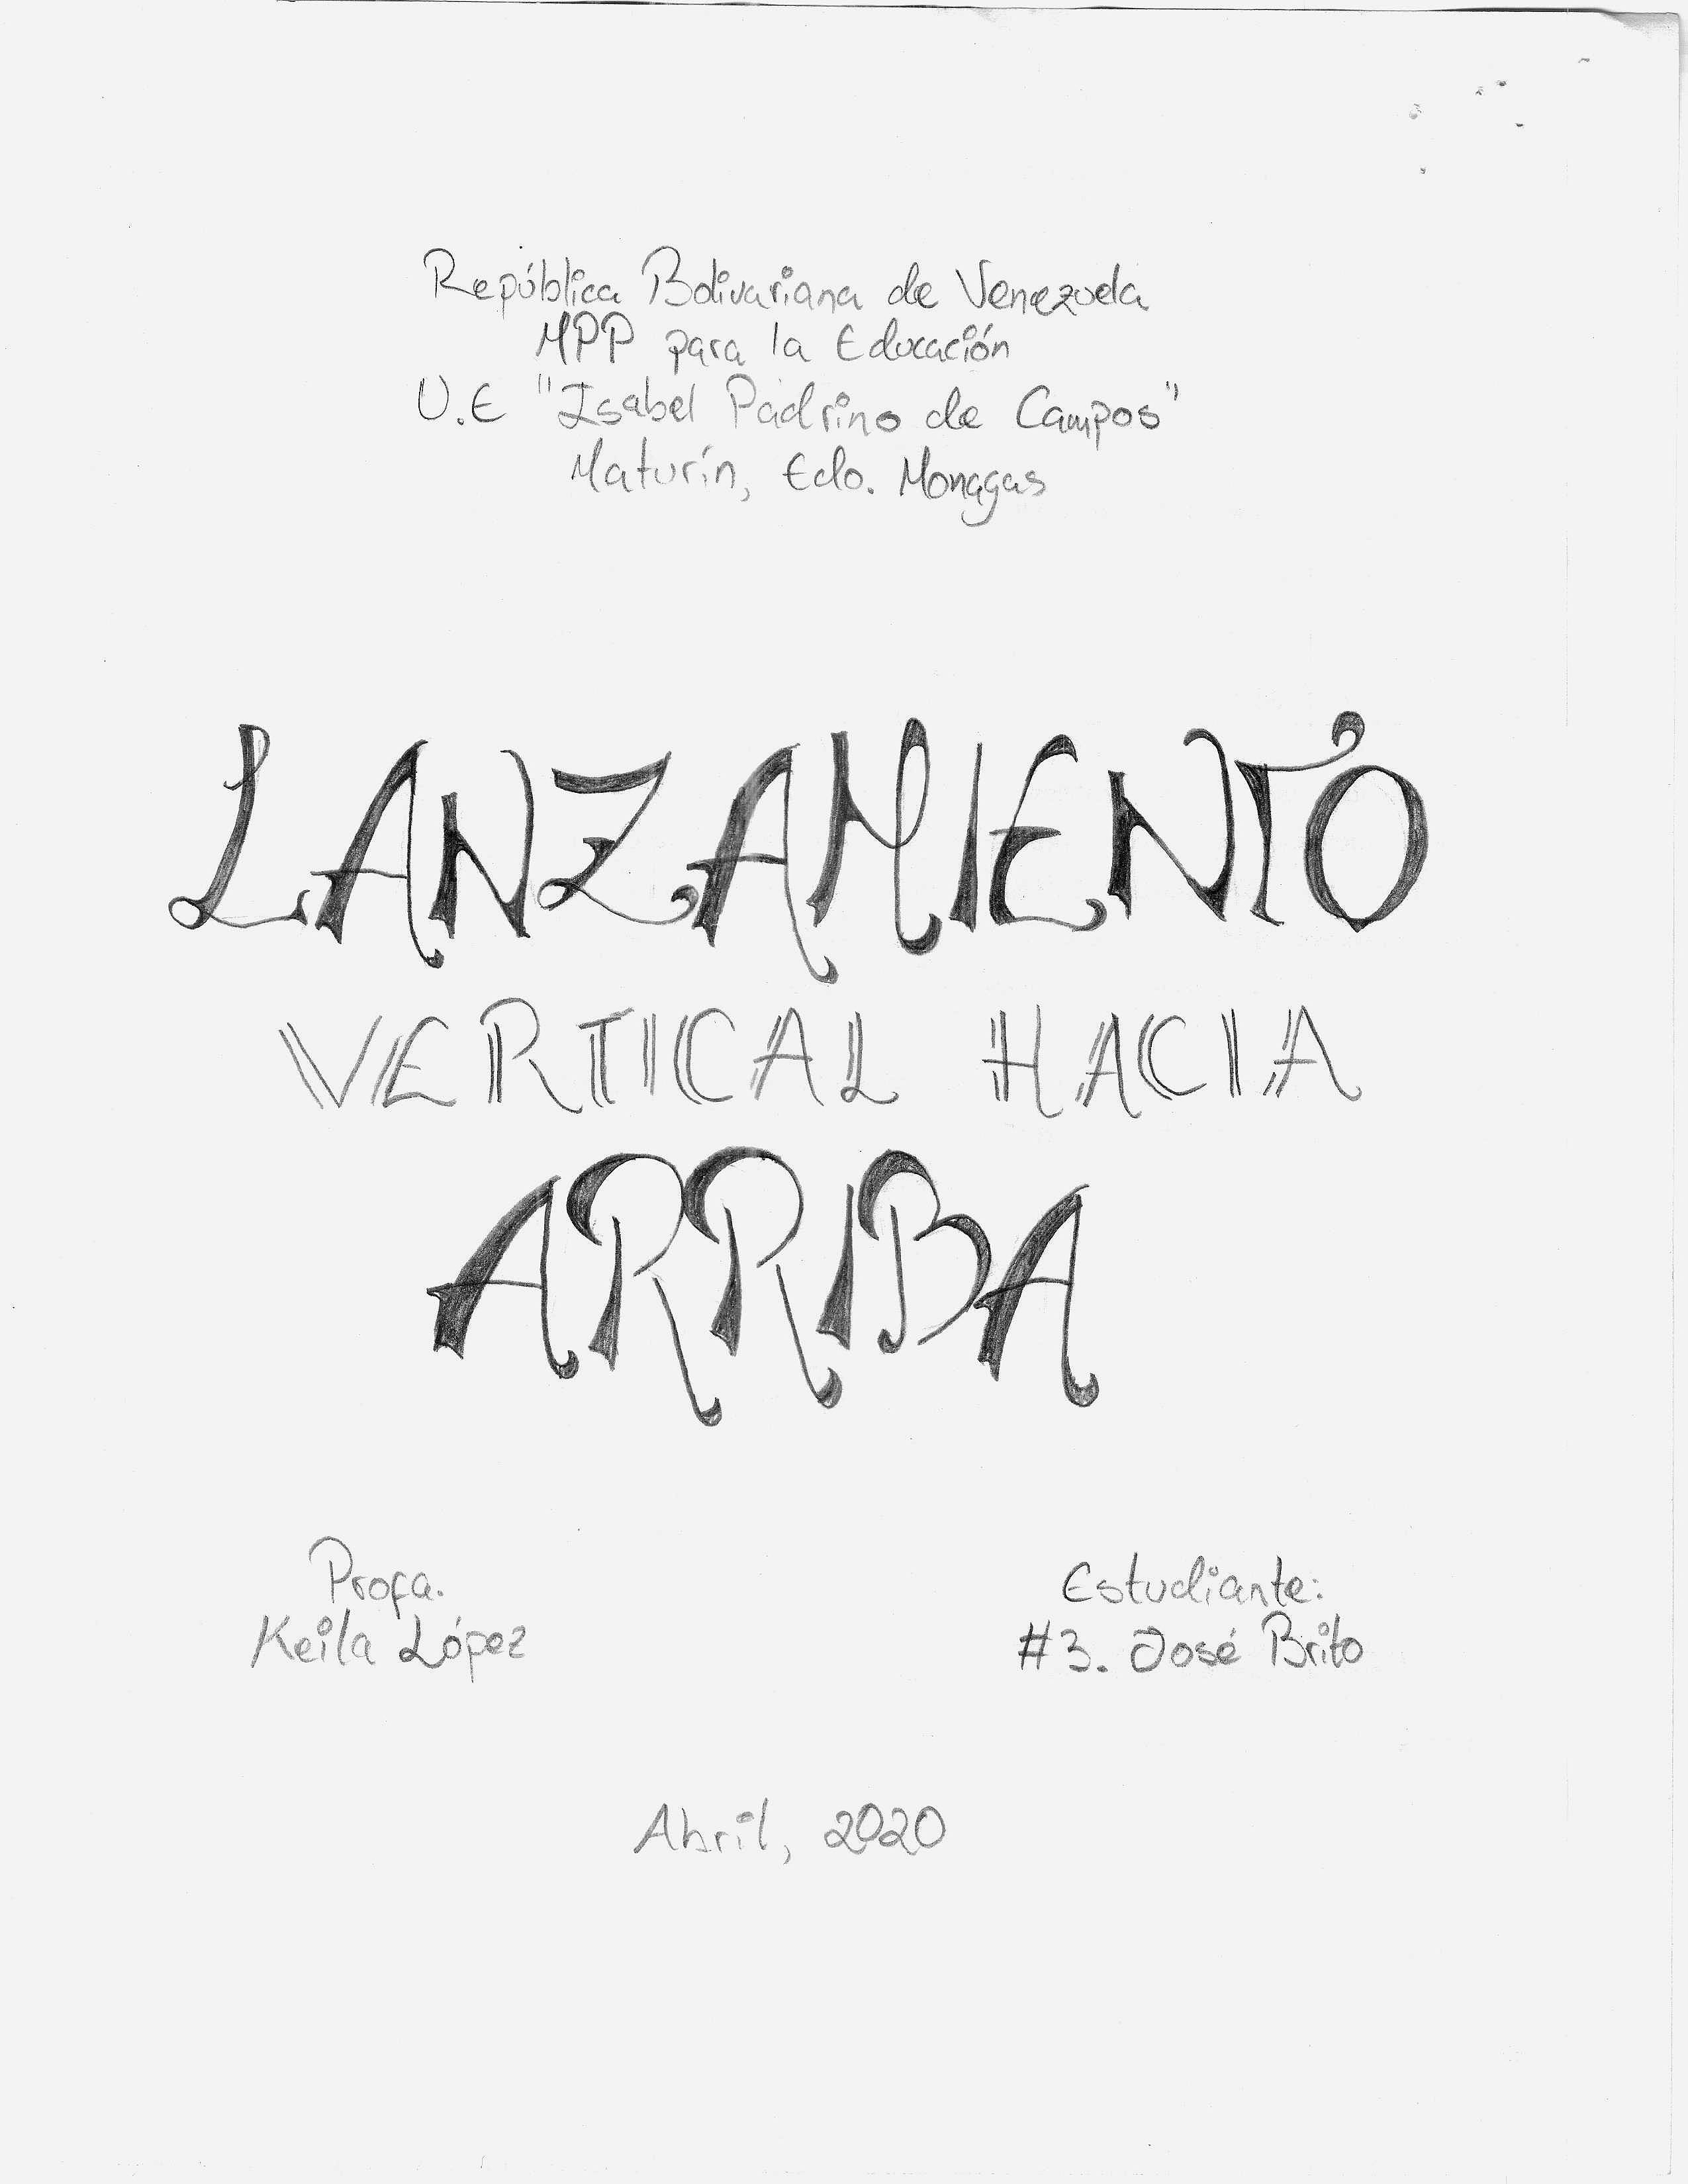 República Bolivariana de Venezuela
MPP para la Educación
U.E "Isabel Padrino de Campos"
Maturín, Edo. Monagas
LANZAMIENTO
VERTICAL HACIA
ARRIBA
Profa.
Keila López
Estudiante:
#3. José Brito
Abril, 2020